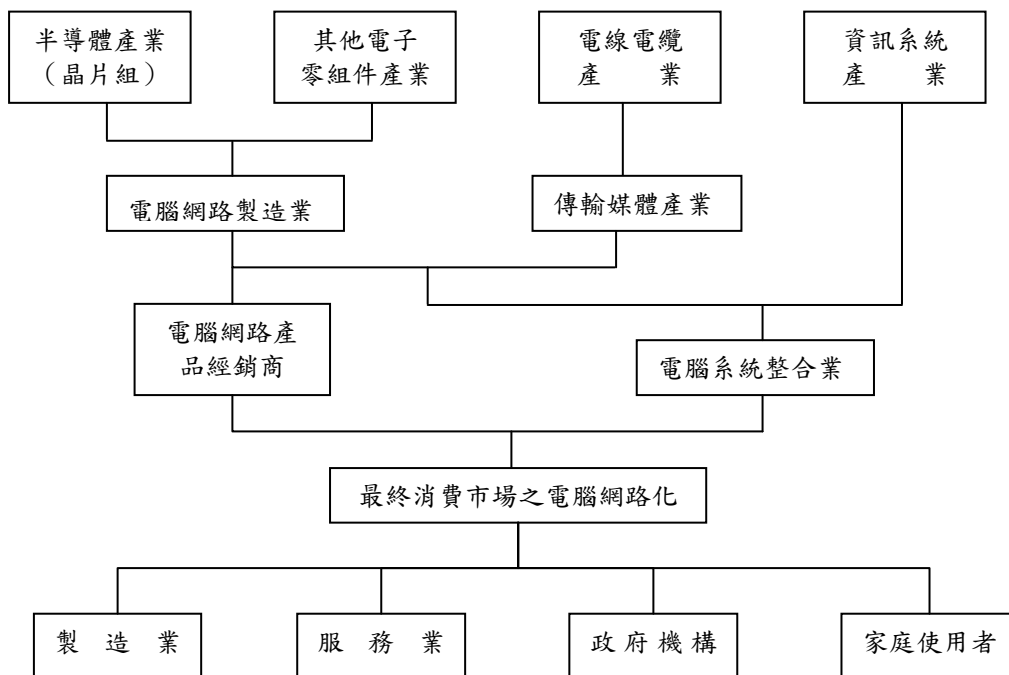 半導體產業
（晶片組）
其他電子
零組件產業
電線電纜
產 業
資訊系統
產 業
電腦網路製造業
傳輸媒體產業
電腦網路產
品經銷商
電腦系統整合業
最終消費市場之電腦網路化
製 造 業
服 務 業
政 府 機 構
家庭使用者